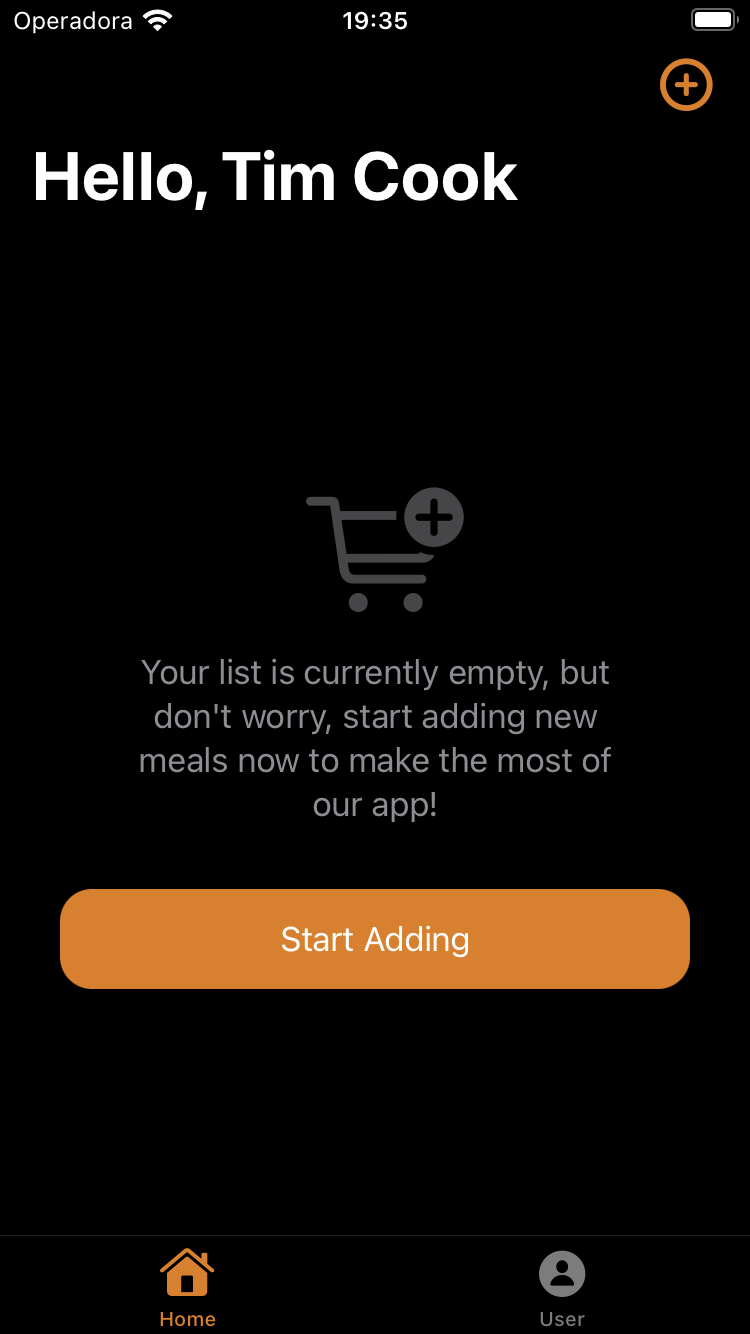 Operadora 19:35
Hello, Tim Cook
Your list is currently empty, but
don't worry, start adding new
meals now to make the most of
our app!
Start Adding
Home User